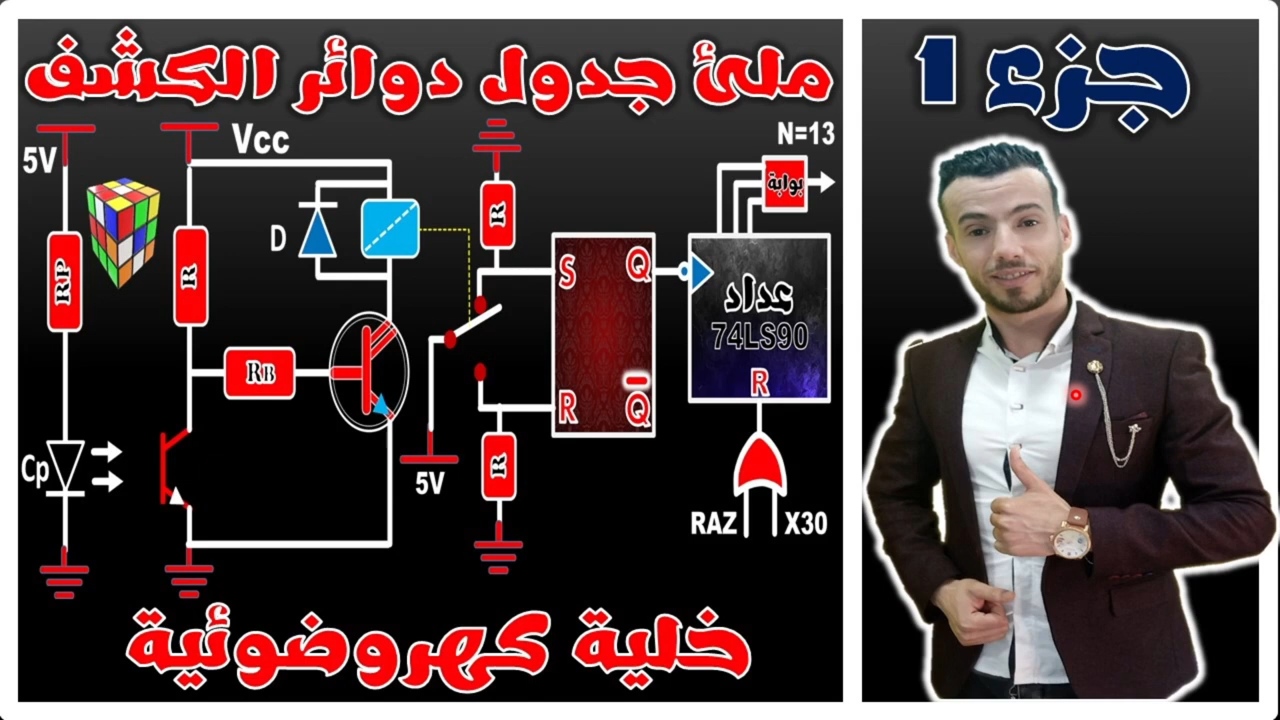 ملئ جدول دوائر الكشف
جزء 1
5V
Vcc
N=13
بوابة
RP
R
D
R
S
Q
عداد
74LS90
RB
R
R
Q̅
Cp
5V
R
RAZ
X30
خلية كهروضوئية